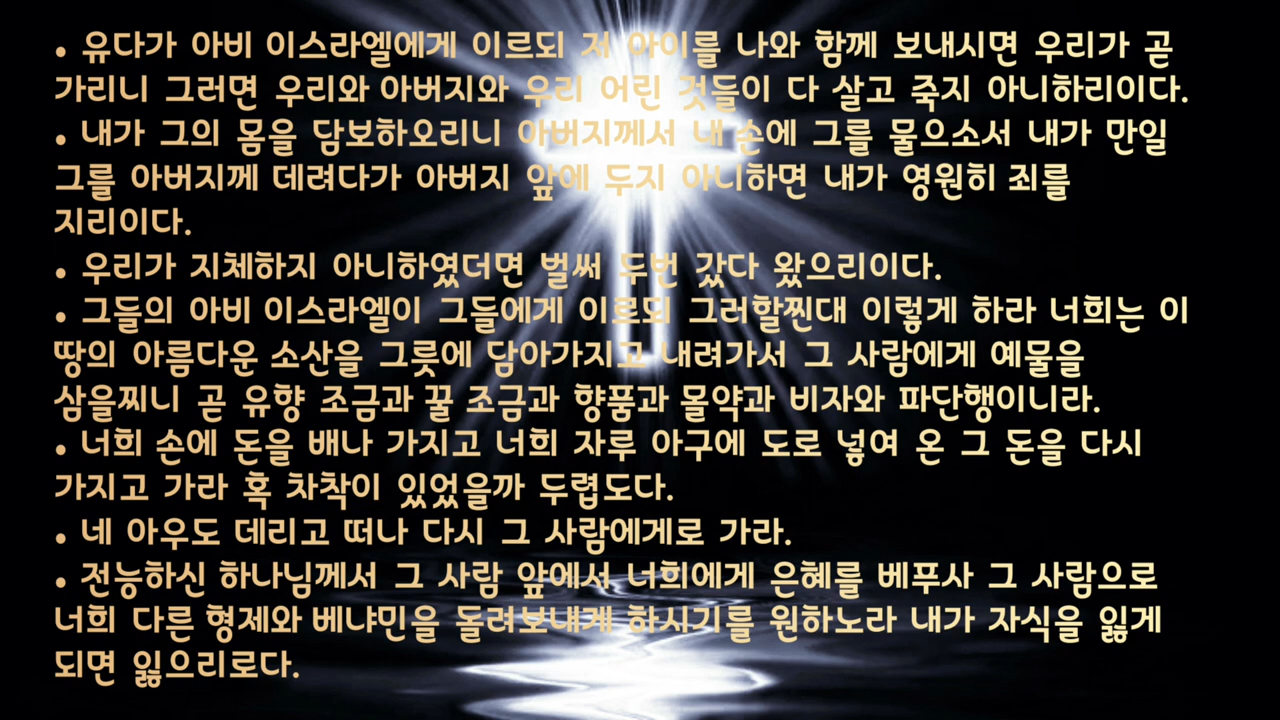 • 유다가 아비 이스라엘에게 이르되 저 아이를 나와 함께 보내시면 우리가 곧
가리니 그러면 우리와 아버지와 우리 어린 것들이 다 살고 죽지 아니하리이다.
• 내가 그의 몸을 담보하오리니 아버지께서 내 손에 그를 물으소서 내가 만일
그를 아버지께 데려다가 아버지 앞에 두지 아니하면 내가 영원히 죄를
지리이다.
• 우리가 지체하지 아니하였더면 벌써 두번 갔다 왔으리이다.
• 그들의 아비 이스라엘이 그들에게 이르되 그러할찐대 이렇게 하라 너희는 이
땅의 아름다운 소산을 그릇에 담아가지고 내려가서 그 사람에게 예물을
삼을찌니 곧 유향 조금과 꿀 조금과 향품과 몰약과 비자와 파단행이니라.
• 너희 손에 돈을 배나 가지고 너희 자루 아구에 도로 넣여 온 그 돈을 다시
가지고 가라 혹 차착이 있었을까 두렵도다.
• 네 아우도 데리고 떠나 다시 그 사람에게로 가라.
• 전능하신 하나님께서 그 사람 앞에서 너희에게 은혜를 베푸사 그 사람으로
너희 다른 형제와 베냐민을 돌려보내게 하시기를 원하노라 내가 자식을 잃게
되면 잃으리로다.